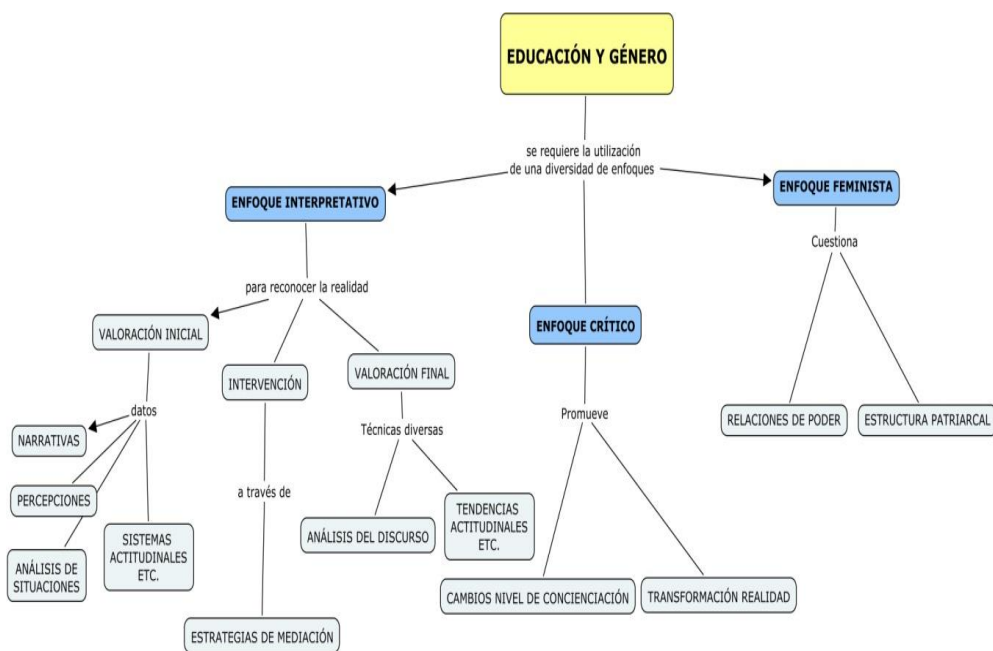 EDUCACIÓN Y GÉNERO
se requiere la utilización
de una diversidad de enfoques
ENFOQUE INTERPRETATIVO
ENFOQUE FEMINISTA
Cuestiona
para reconocer la realidad
VALORACIÓN INICIAL
ENFOQUE CRÍTICO
INTERVENCIÓN
VALORACIÓN FINAL
datos
Promueve
RELACIONES DE PODER
ESTRUCTURA PATRIARCAL
NARRATIVAS
Técnicas diversas
PERCEPCIONES
a través de
ANÁLISIS DE
SITUACIONES
SISTEMAS
ACTITUDINALES
ETC.
ANÁLISIS DEL DISCURSO
TENDENCIAS
ACTITUDINALES
ETC.
CAMBIOS NIVEL DE CONCIENCIACIÓN
TRANSFORMACIÓN REALIDAD
ESTRATEGIAS DE MEDIACIÓN